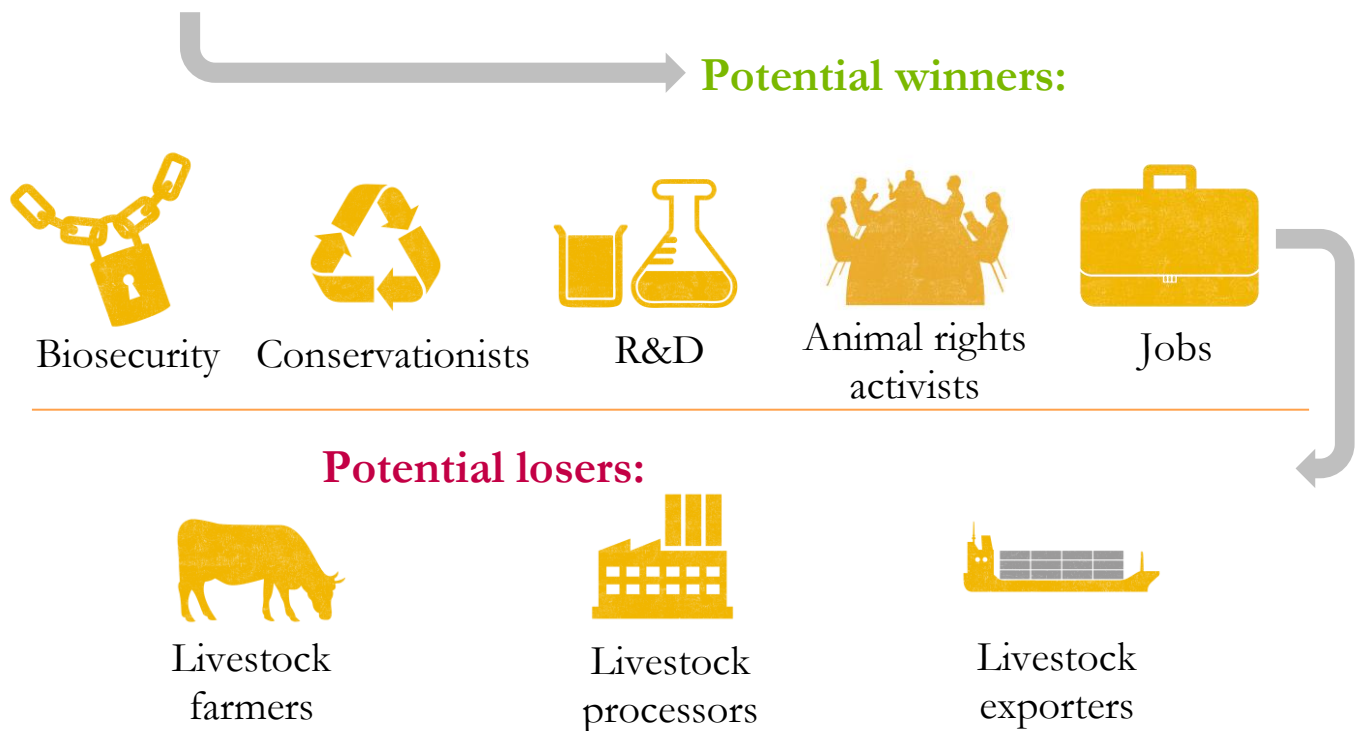 Potential winners:
Biosecurity
Conservationists
R&D
Animal rights
activists
Jobs
Potential losers:
Livestock
farmers
Livestock
processors
Livestock
exporters